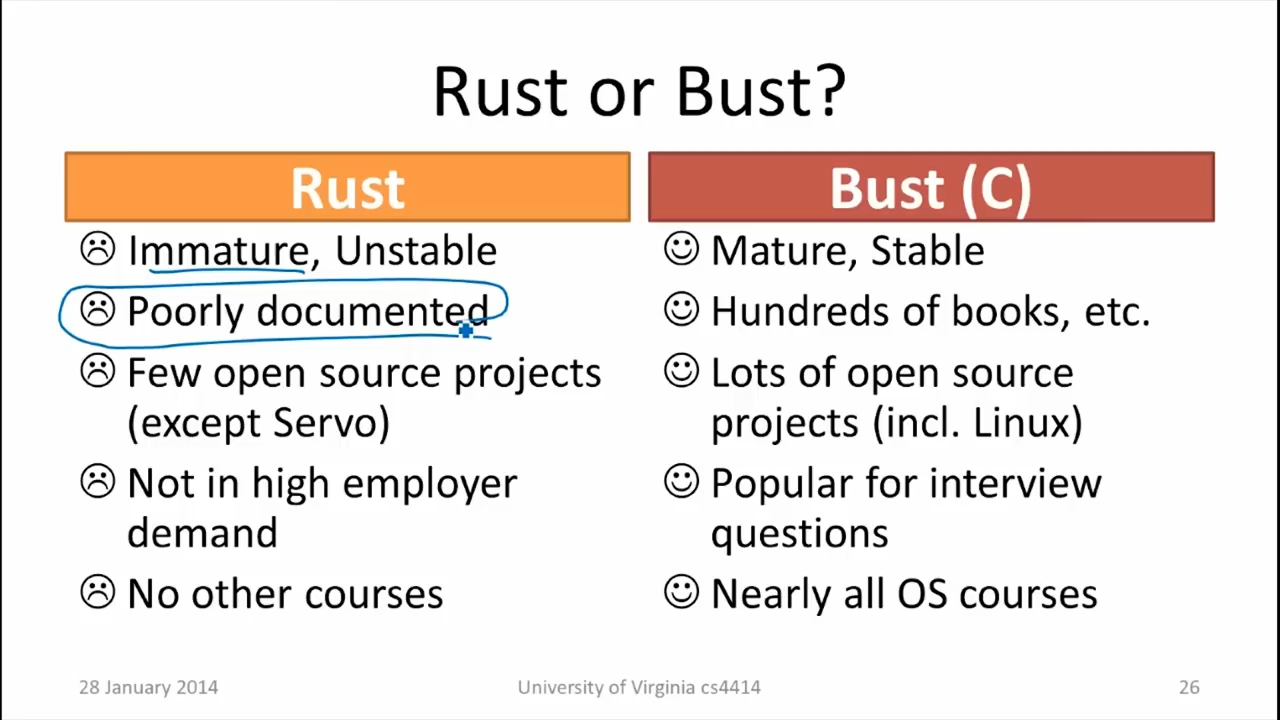 Rust or Bust?
Rust
Immature, Unstable
Poorly documented
Few open source projects
(except Servo)
Not in high employer
demand
No other courses
Bust (C)
Mature, Stable
Hundreds of books, etc.
Lots of open source
projects (incl. Linux)
Popular for interview
questions
Nearly all OS courses
28 January 2014
University of Virginia cs4414
26